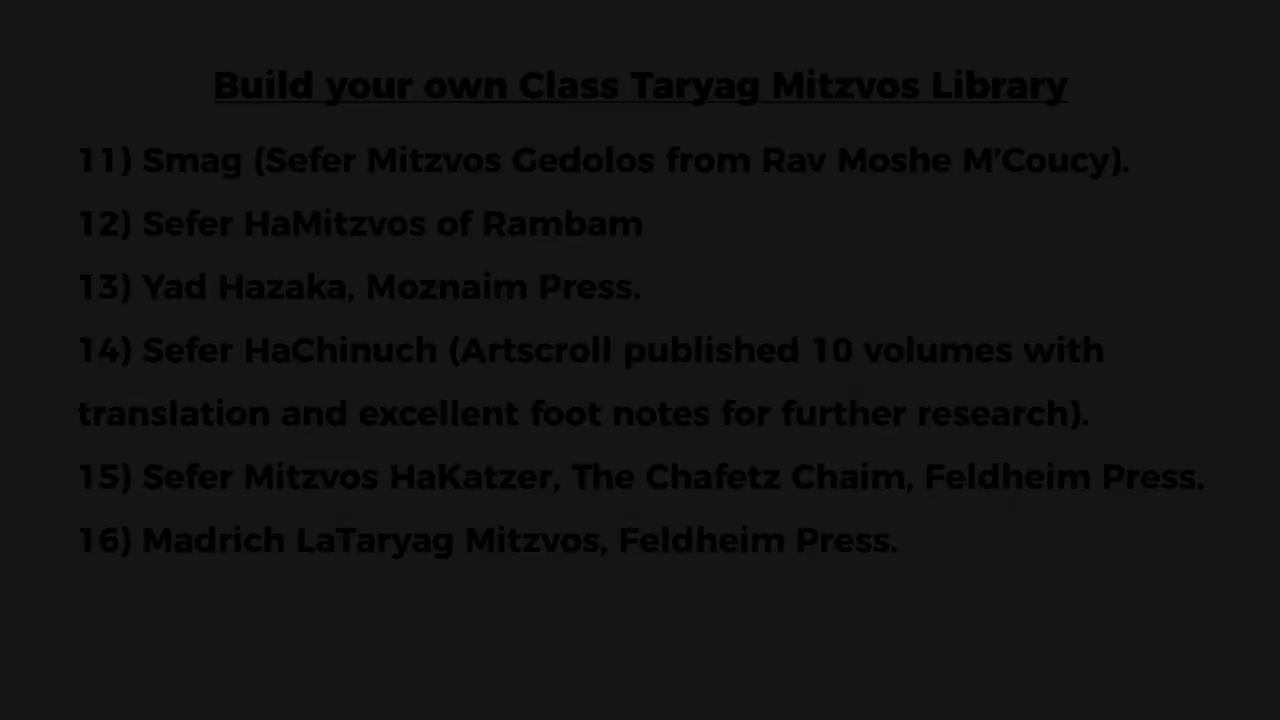 Build your own Class Taryag Mitzvos Library
11) Smag (Sefer Mitzvos Gedolos from Rav Moshe M'Coucy).
12) Sefer HaMitzvos of Rambam
13) Yad Hazaka, Moznaim Press.
14) Sefer HaChinuch (Artscroll published 10 volumes with
translation and excellent foot notes for further research).
15) Sefer Mitzvos HaKatzer, The Chafetz Chaim, Feldheim Press.
16) Madrich LaTaryag Mitzvos, Feldheim Press.